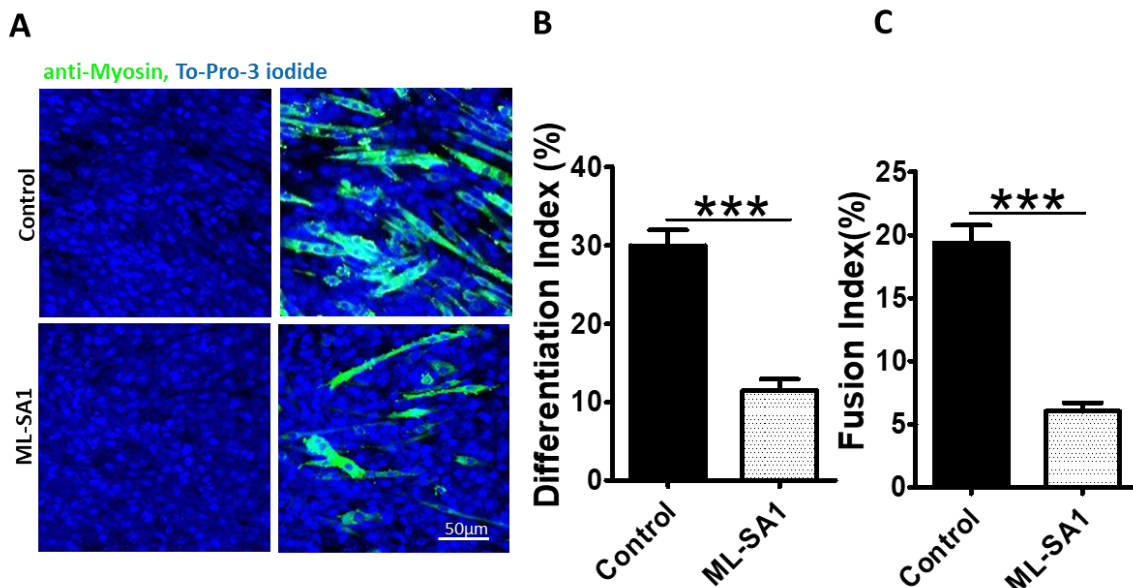 A
anti-Myosin, To-Pro-3 iodide
Control
ML-SA1
50µm
B
Differentiation Index (%)
40
30
20
10
0
***
Control
ML-SA1
C
Fusion Index(%)
25
20
15
10
5
0
***
Control
ML-SA1